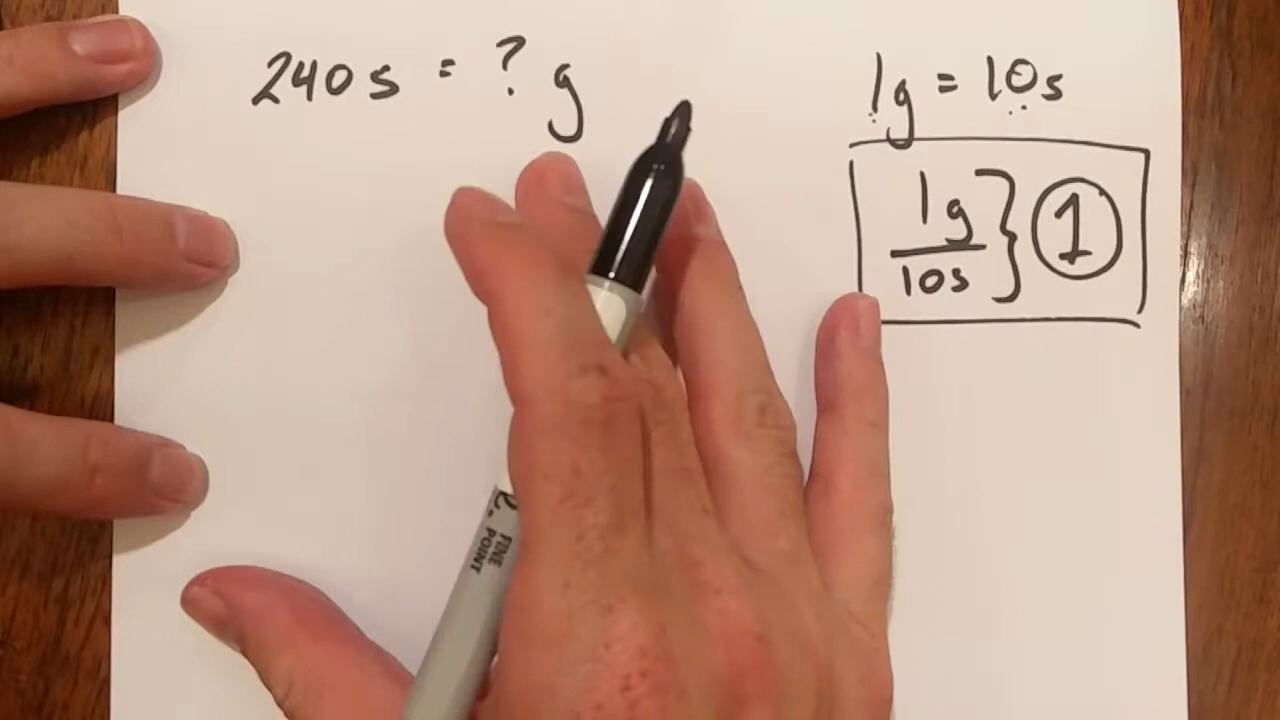 240s = ? g
1g = 10s
1g
10s
1
FINE
POINT